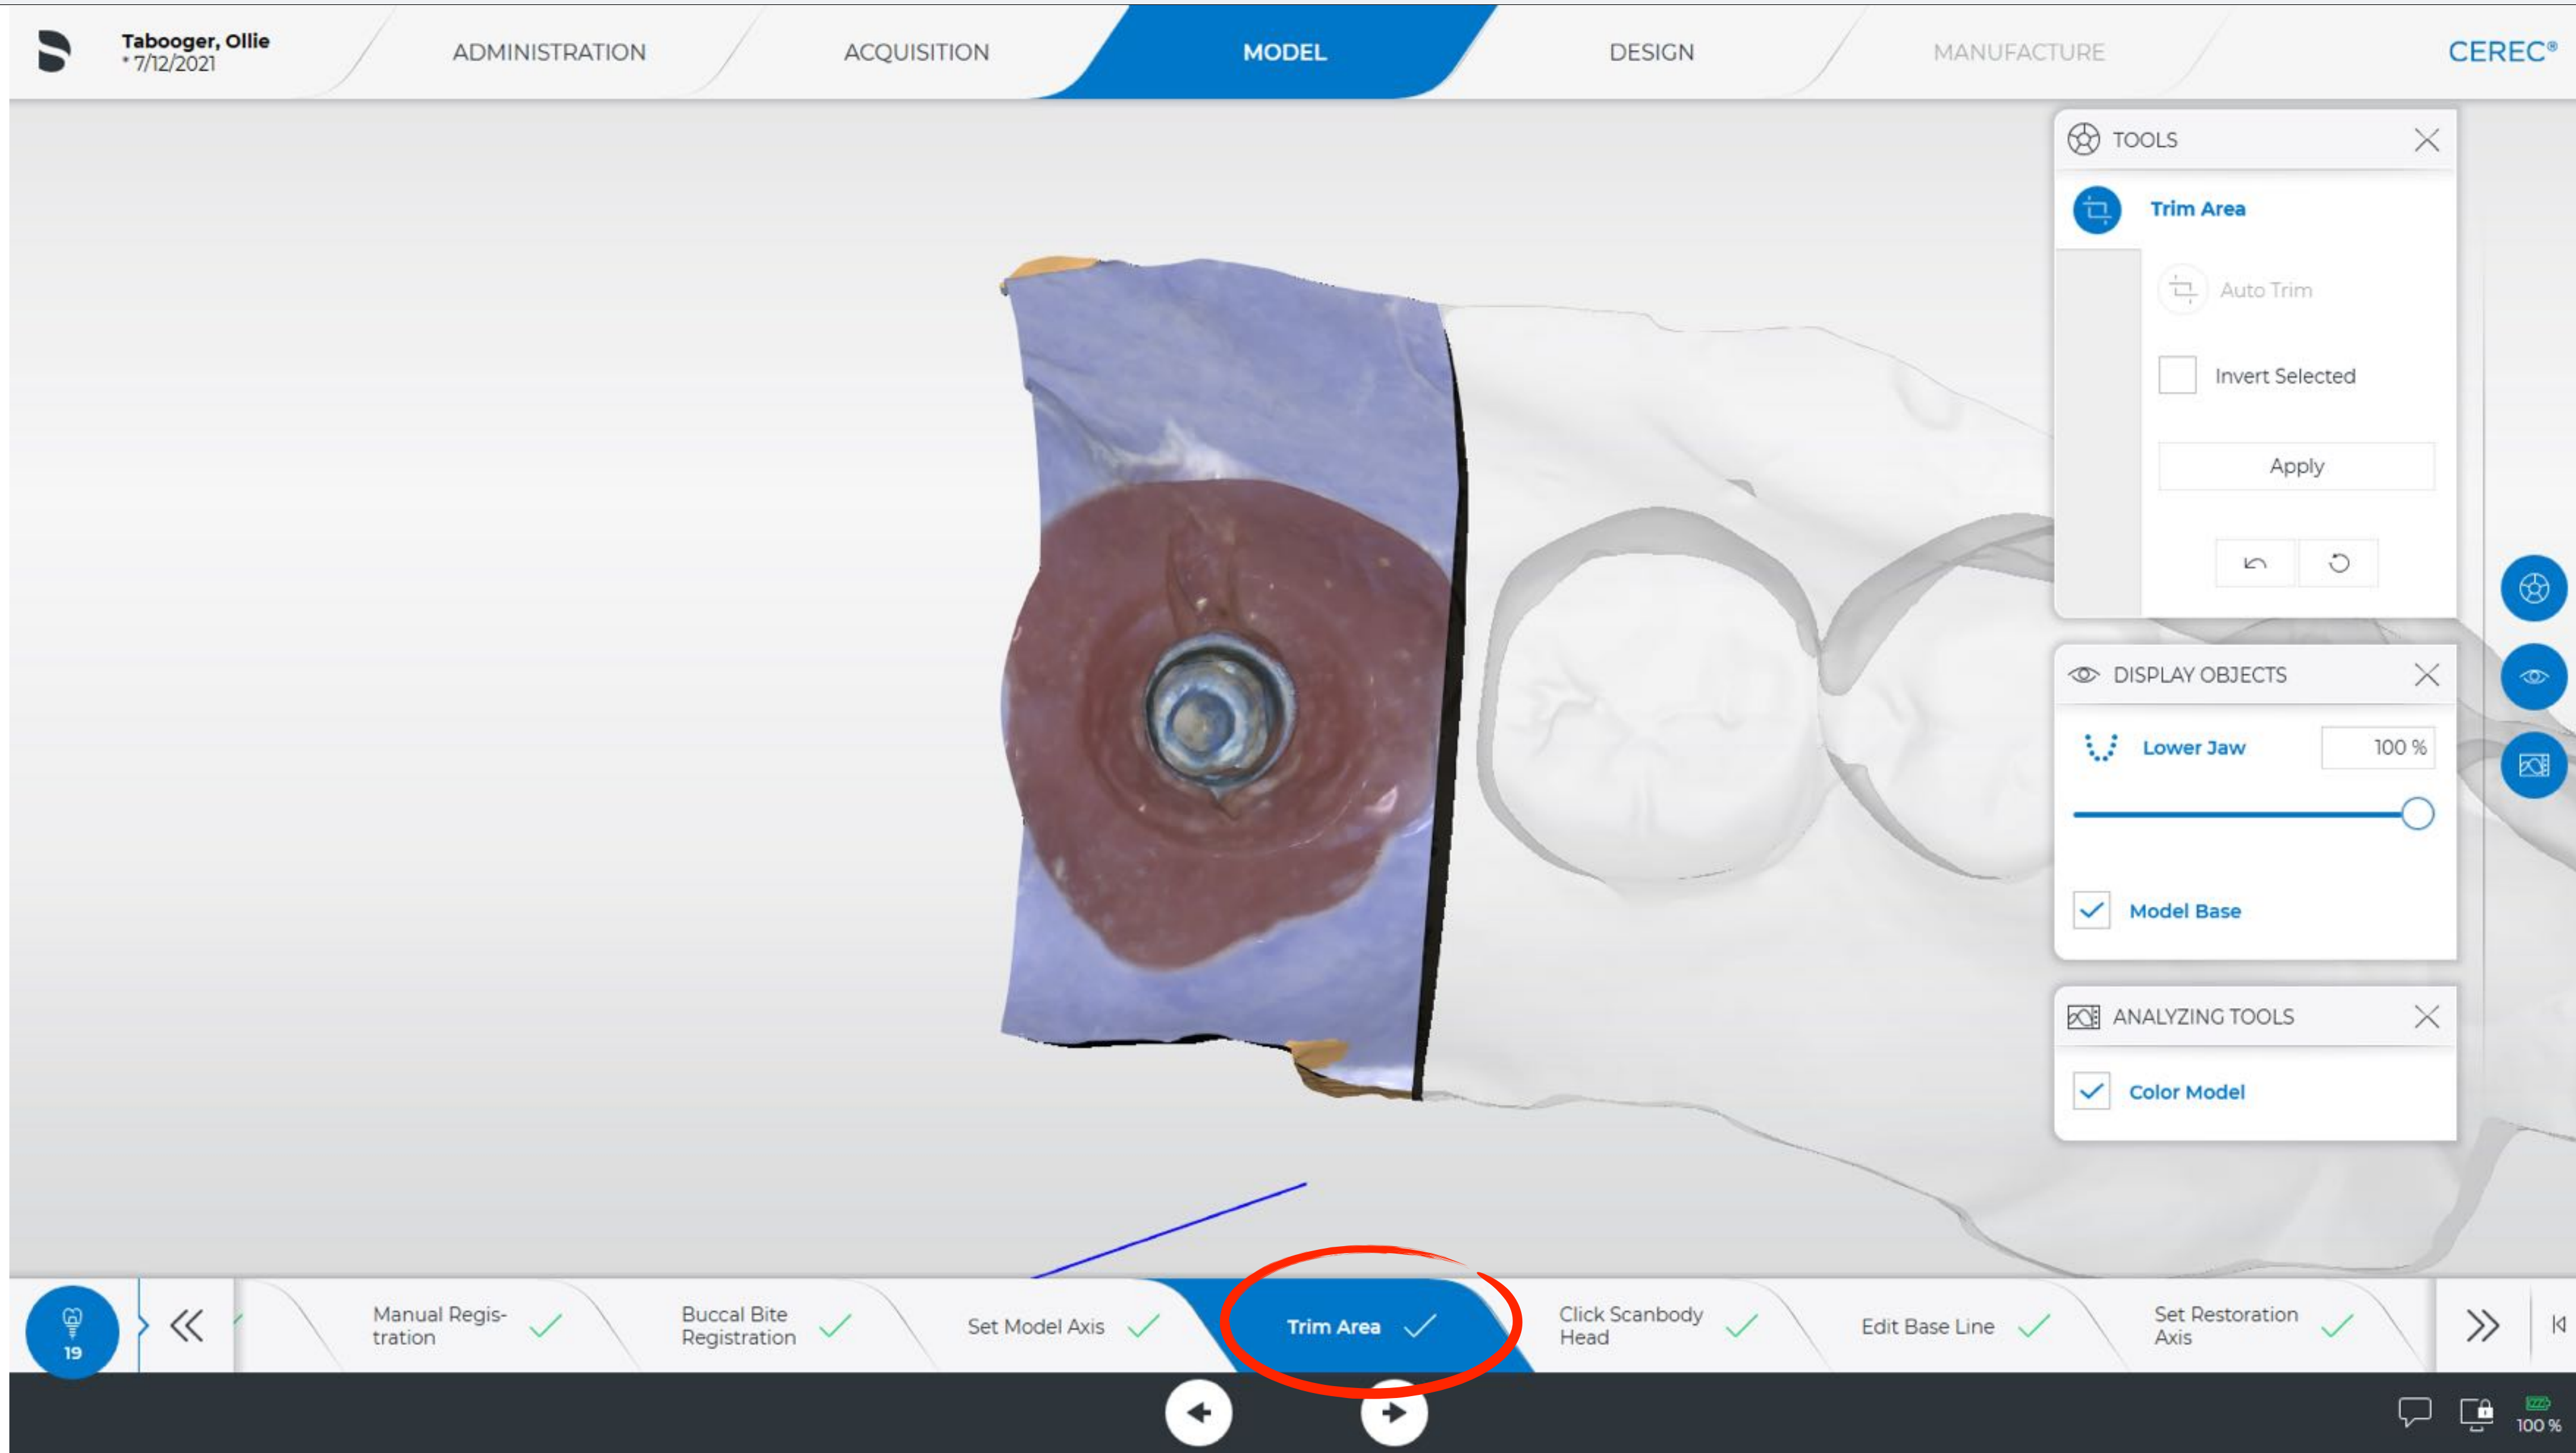 Tabooger, Ollie
* 7/12/2021
ADMINISTRATION
ACQUISITION
MODEL
DESIGN
MANUFACTURE
CEREC®
TOOLS
Trim Area
Auto Trim
Invert Selected
Apply
DISPLAY OBJECTS
Lower Jaw
100 %
Model Base
ANALYZING TOOLS
Color Model
19
Manual Regis-
tration
Buccal Bite
Registration
Set Model Axis
Trim Area
Click Scanbody
Head
Edit Base Line
Set Restoration
Axis
100 %